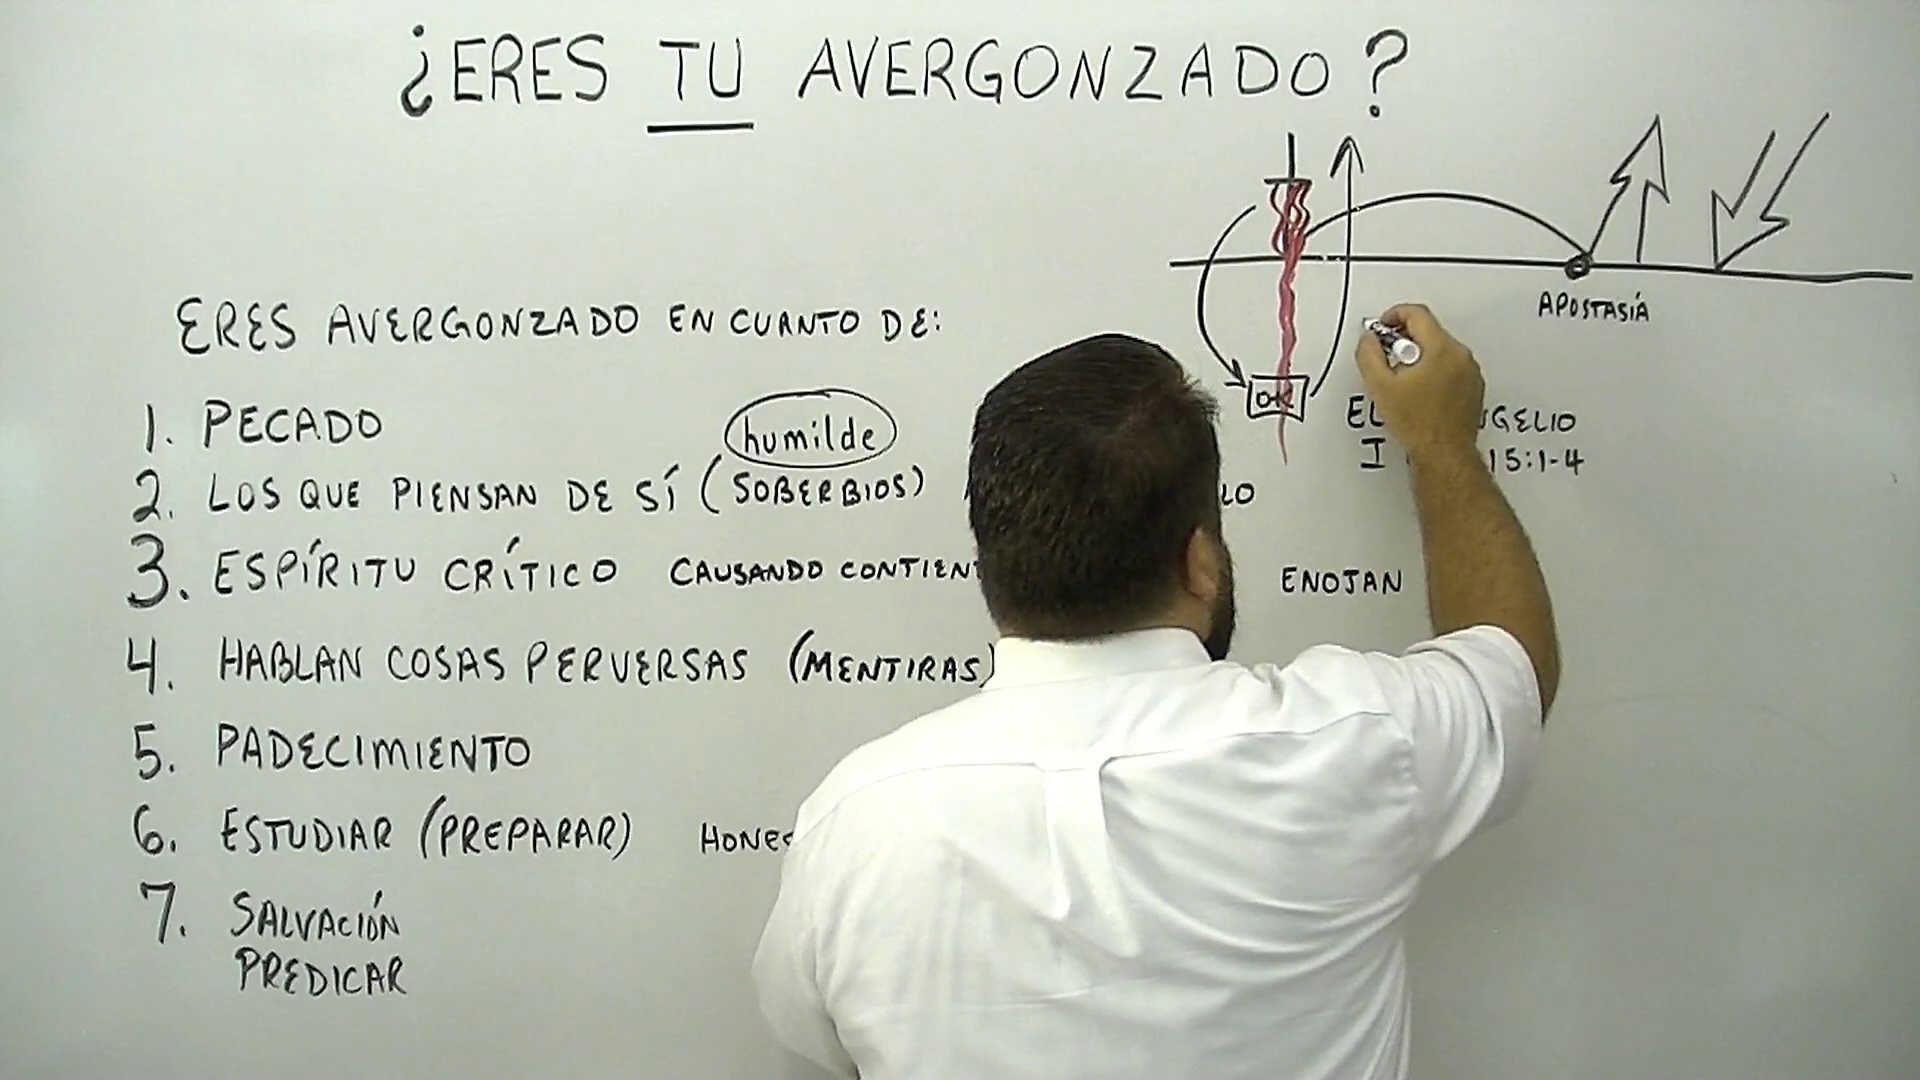 ¿ERES TU AVERGONZADO?
APOSTASÍA
ERES AVERGONZADO EN CUANTO DE:
1. PECADO
humilde
2. LOS QUE PIENSAN DE SÍ (SOBERBIOS)
3. ESPÍRITU CRÍTICO CAUSANDO ENOJAN
4. HABLAN COSAS PERVERSAS (MENTIRAS)
5. PADECIMIENTO
6. ESTUDIAR (PREPARAR)
7. SALVACIÓN
PREDICAR
EL
I 15:1-4